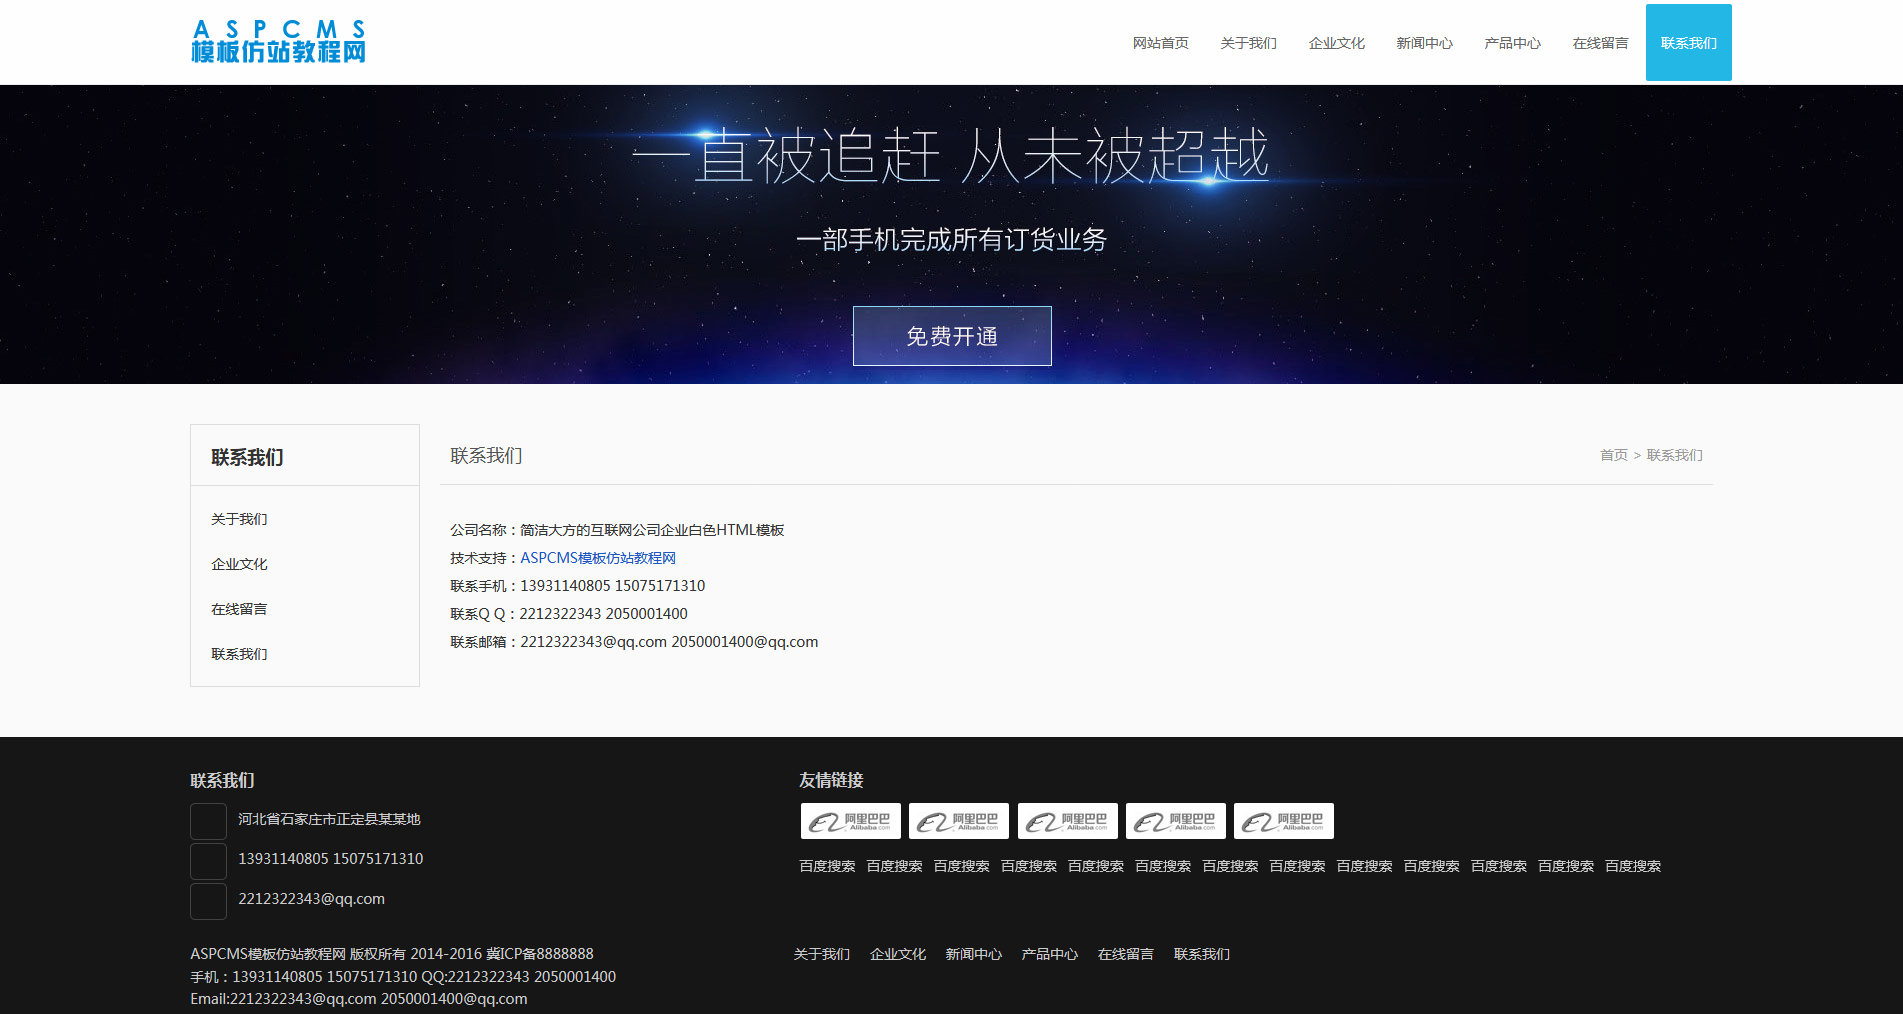 ASPCMS
模板仿站教程网
网站首页 关于我们 企业文化 新闻中心 产品中心 在线留言 联系我们
一直被追赶 从未被超越
一部手机完成所有订货业务
免费开通
联系我们
关于我们
企业文化
在线留言
联系我们
联系我们
首页 > 联系我们
公司名称：简洁大方的互联网公司企业白色HTML模板
技术支持：ASPCMS模板仿站教程网
联系手机：13931140805 15075171310
联系Q Q：2212322343 2050001400
联系邮箱：2212322343@qq.com 2050001400@qq.com
联系我们
河北省石家庄市正定县某某地
13931140805 15075171310
2212322343@qq.com
友情链接
阿里巴巴 阿里巴巴 阿里巴巴 阿里巴巴 阿里巴巴
Alibaba.com Alibaba.com Alibaba.com Alibaba.com Alibaba.com
百度搜索 百度搜索 百度搜索 百度搜索 百度搜索 百度搜索 百度搜索 百度搜索 百度搜索 百度搜索 百度搜索 百度搜索 百度搜索
ASPCMS模板仿站教程网 版权所有 2014-2016 冀ICP备8888888
手机：13931140805 15075171310 QQ:2212322343 2050001400
Email:2212322343@qq.com 2050001400@qq.com
关于我们 企业文化 新闻中心 产品中心 在线留言 联系我们